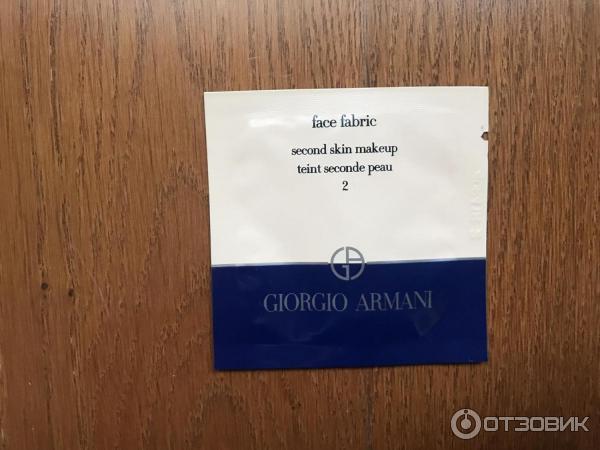 face fabric
second skin makeup
teint seconde peau
2
GIORGIO ARMANI
ОТЗОВИК